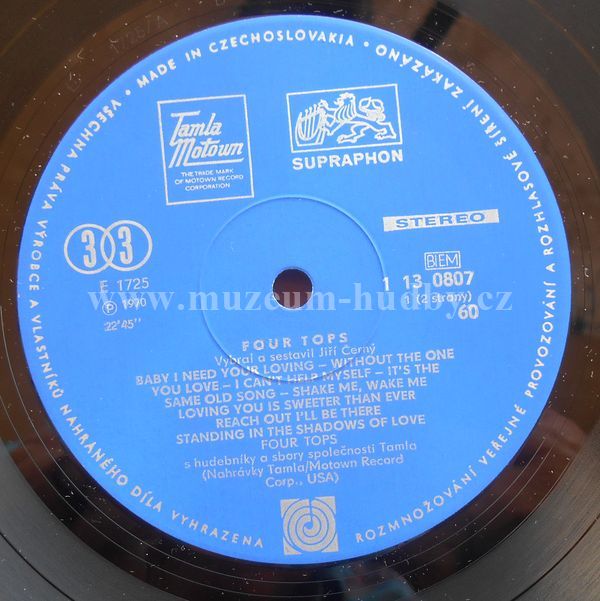 VŠECHNA PRÁVA VÝROBCE A VLASTNÍKŮ NAHRANÉHO DÍLA VYHRAZENA
• MADE IN CZECHOSLOVAKIA •
ROZMNOŽOVÁNÍ VEŘEJNÉ PROVOZOVÁNÍ A ROZHLASOVÉ ŠÍŘENÍ ZAKÁZÁNO
Tamla
Motown
THE TRADE MARK
OF MOTOWN RECORD
CORPORATION
SUPRAPHON
33
STEREO
E 1725
Ⓟ 1970
22'45"
BIEM
1 13 0807
1 (2 strany)
60
www.muzeum-hudby.cz
FOUR TOPS
Vybral a sestavil Jiří Černý
BABY I NEED YOUR LOVING – WITHOUT THE ONE
YOU LOVE – I CAN'T HELP MYSELF – IT'S THE
SAME OLD SONG – SHAKE ME, WAKE ME
LOVING YOU IS SWEETER THAN EVER
REACH OUT I'LL BE THERE
STANDING IN THE SHADOWS OF LOVE
FOUR TOPS
s hudebníky a sbory společnosti Tamla
(Nahrávky Tamla/Motown Record
Corp., USA)